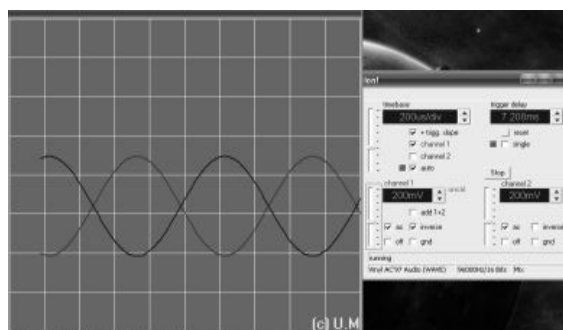 timebase
trigger delay
200us/div
7.208ms
+ trigg. slope
reset
channel 1
single
channel 2
auto
Stop
channel 1
channel 2
200mV
200mV
add 1+2
ac
inverse
ac
inverse
off
gnd
off
gnd
running
Vinyl AC'97 Audio (WAVE)
96000Hz/16 Bits
(c) U.M